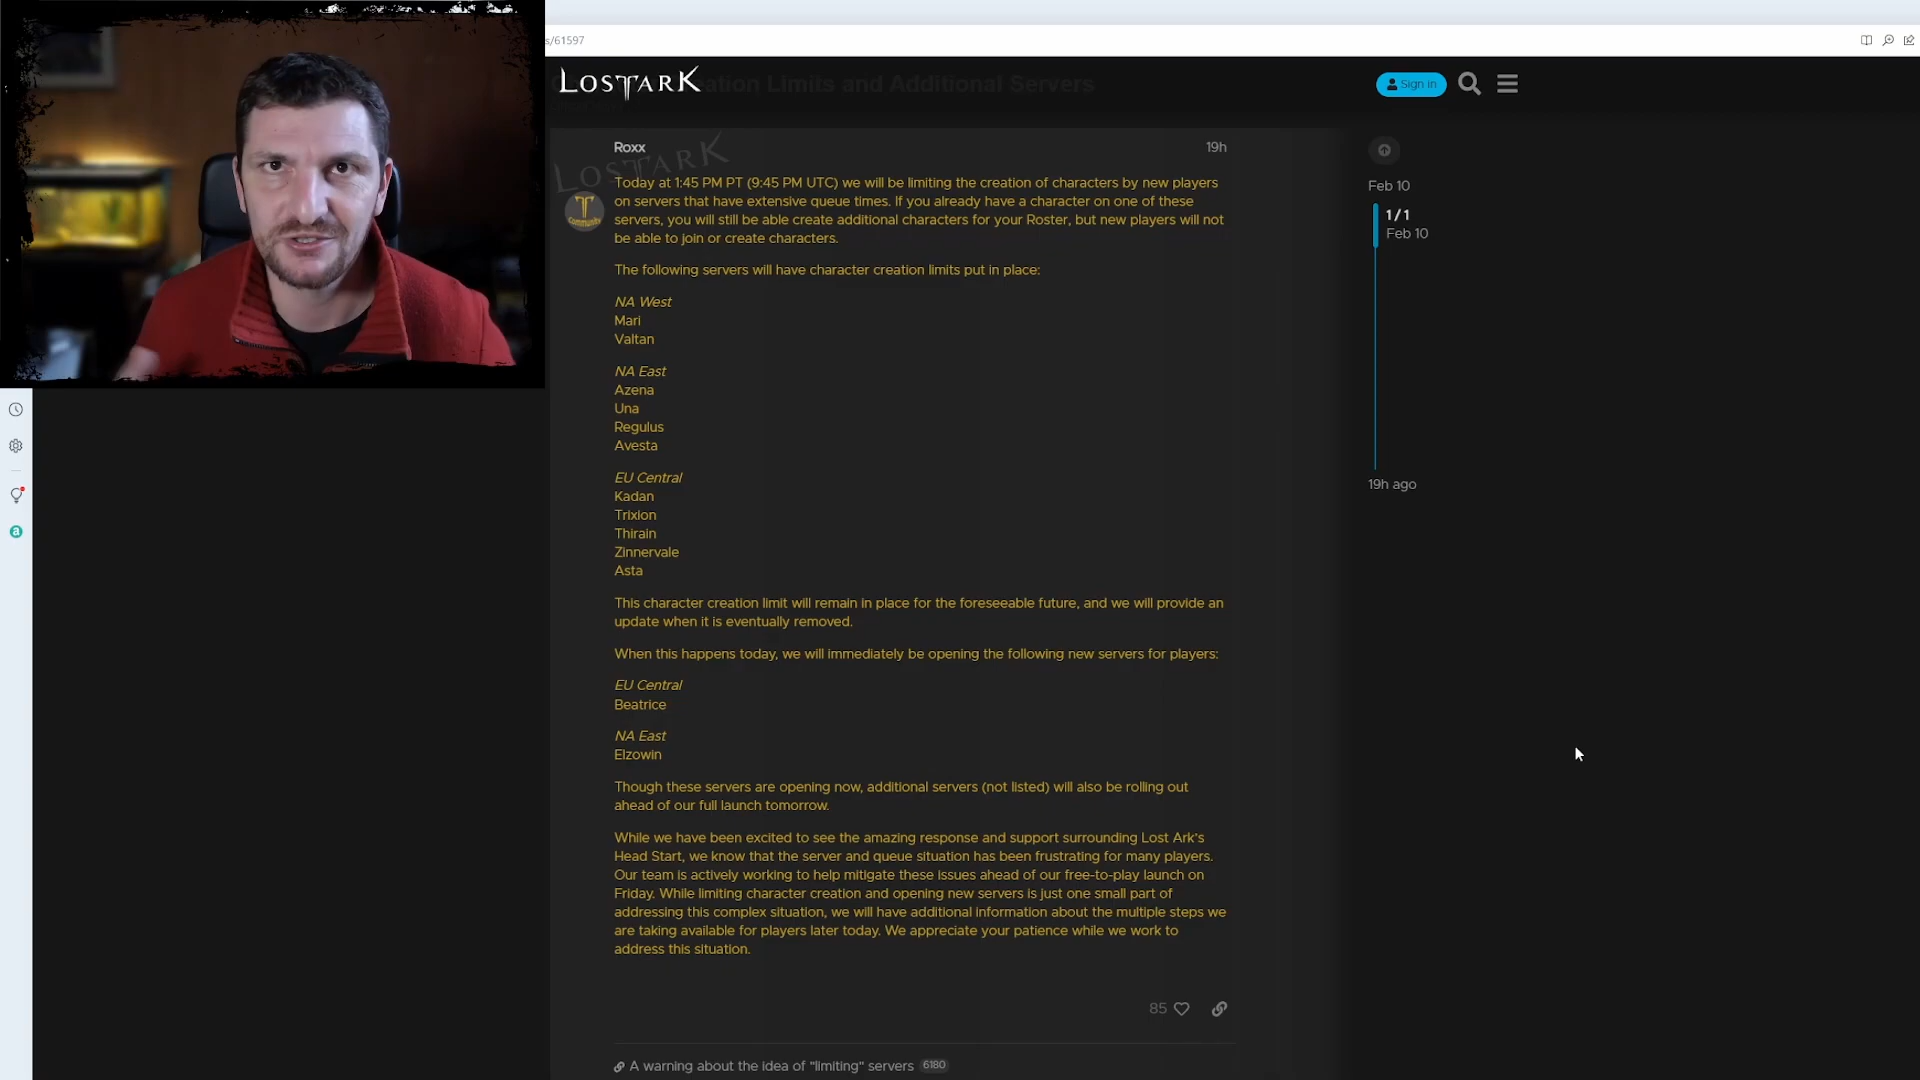 s/61597
LOSTARK
Creation Limits and Additional Servers
Sign in
LOSTARK
Roxx
19h
Today at 1:45 PM PT (9:45 PM UTC) we will be limiting the creation of characters by new players
on servers that have extensive queue times. If you already have a character on one of these
servers, you will still be able create additional characters for your Roster, but new players will not
be able to join or create characters.
The following servers will have character creation limits put in place:
NA West
Mari
Valtan
NA East
Azena
Una
Regulus
Avesta
EU Central
Kadan
Trixion
Thirain
Zinnervale
Asta
This character creation limit will remain in place for the foreseeable future, and we will provide an
update when it is eventually removed.
When this happens today, we will immediately be opening the following new servers for players:
EU Central
Beatrice
NA East
Elzowin
Though these servers are opening now, additional servers (not listed) will also be rolling out
ahead of our full launch tomorrow.
While we have been excited to see the amazing response and support surrounding Lost Ark's
Head Start, we know that the server and queue situation has been frustrating for many players.
Our team is actively working to help mitigate these issues ahead of our free-to-play launch on
Friday. While limiting character creation and opening new servers is just one small part of
addressing this complex situation, we will have additional information about the multiple steps we
are taking available for players later today. We appreciate your patience while we work to
address this situation.
85
A warning about the idea of "limiting" servers 6180
Feb 10
1/1
Feb 10
19h ago
a